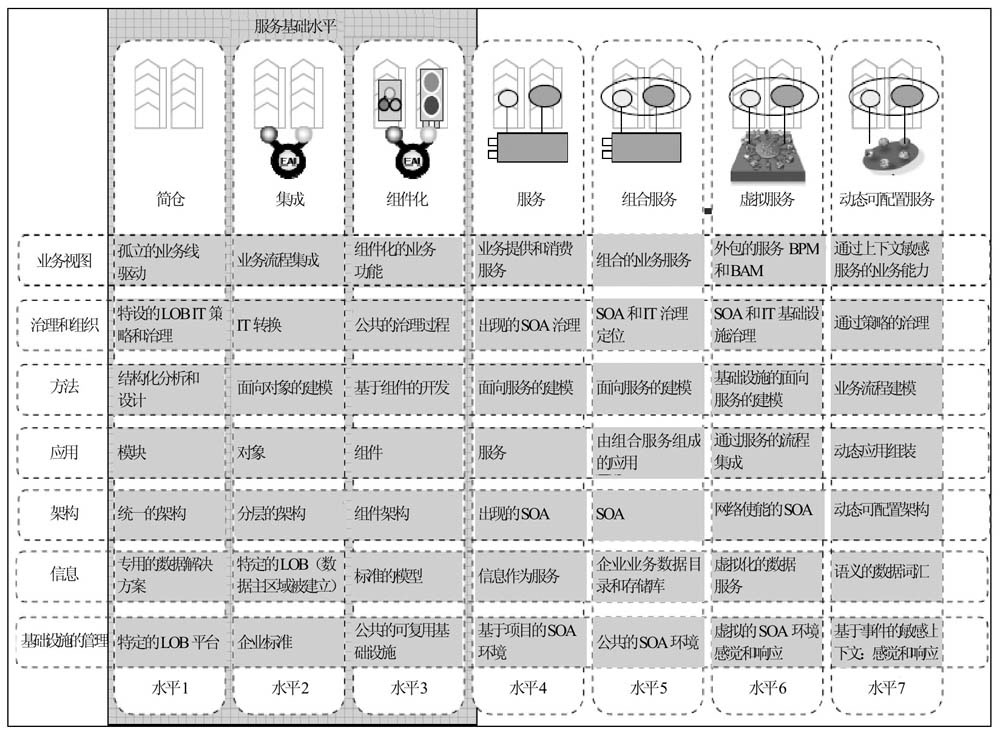 服务基础水平
EAI
EAI
筒仓
集成
组件化
服务
组合服务
虚拟服务
动态可配置服务
业务视图
孤立的业务线
驱动
业务流程集成
组件化的业务
功能
业务提供和消费
服务
组合的业务服务
外包的服务 BPM
和BAM
通过上下文敏感
服务的业务能力
治理和组织
特设的LOB IT 策
略和治理
IT 转换
公共的治理过程
出现的SOA 治理
SOA 和IT 治理
定位
SOA 和IT 基础设
施治理
通过策略的治理
方法
结构化分析和
设计
面向对象的建模
基于组件的开发
面向服务的建模
面向服务的建模
基础设施的面向
服务的建模
业务流程建模
应用
模块
对象
组件
服务
由组合服务组成
的应用
通过服务的流程
集成
动态应用组装
架构
统一的架构
分层的架构
组件架构
出现的SOA
SOA
网络使能的SOA
动态可配置架构
信息
专用的数据解决
方案
特定的LOB（数
据主区域被建立）
标准的模型
信息作为服务
企业业务数据目
录和存储库
虚拟化的数据
服务
语义的数据词汇
基础设施的管理
特定的LOB 平台
企业标准
公共的可复用基
础设施
基于项目的SOA
环境
公共的SOA 环境
虚拟的SOA 环境
感觉和响应
基于事件的敏感上
下文：感觉和响应
水平1
水平2
水平3
水平4
水平5
水平6
水平7